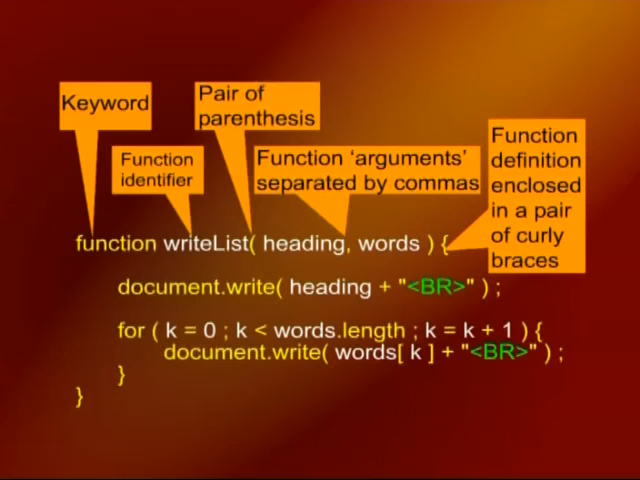 Keyword
Pair of
parenthesis
Function
identifier
Function ‘arguments’
separated by commas
Function
definition
enclosed
in a pair
of curly
braces
function writeList( heading, words ) {
document.write( heading + "<BR>" ) ;
for ( k = 0 ; k < words.length ; k = k + 1 ) {
document.write( words[ k ] + "<BR>" ) ;
}
}